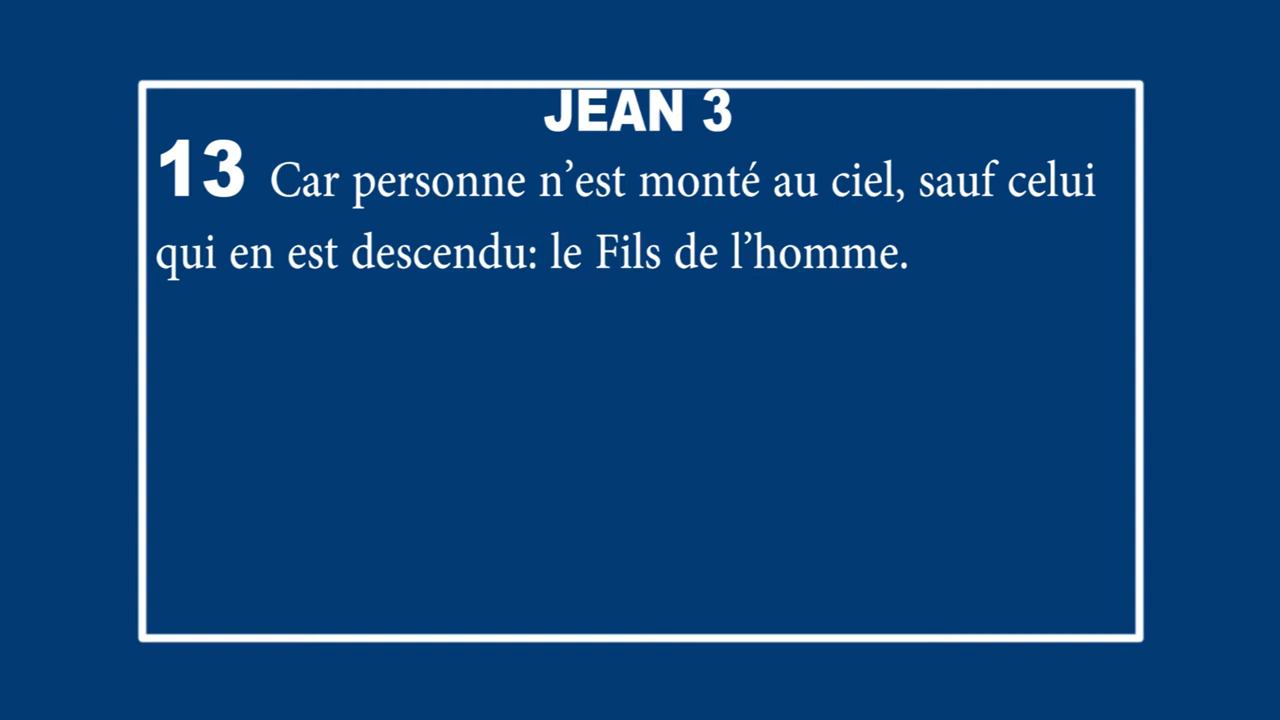 JEAN 3
13 Car personne n’est monté au ciel, sauf celui
qui en est descendu: le Fils de l’homme.